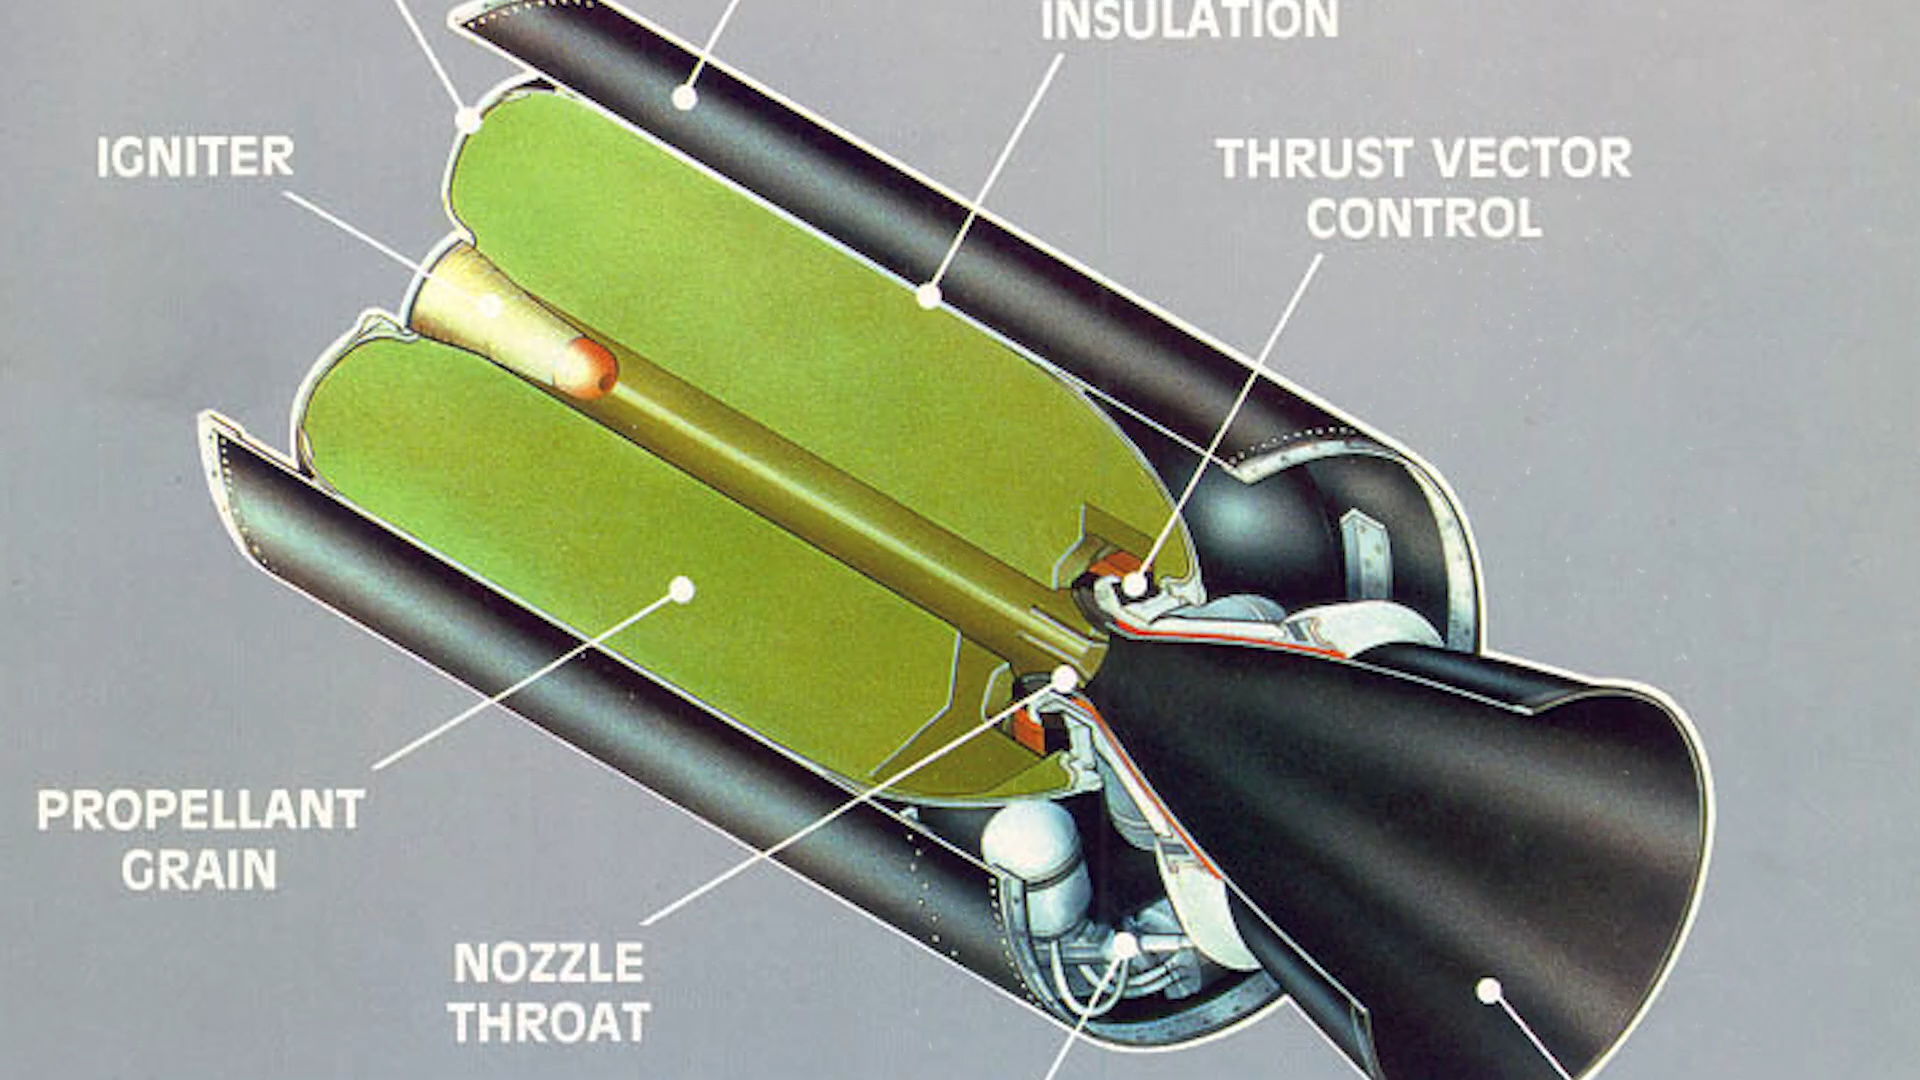 INSULATION
IGNITER
THRUST VECTOR
CONTROL
PROPELLANT
GRAIN
NOZZLE
THROAT